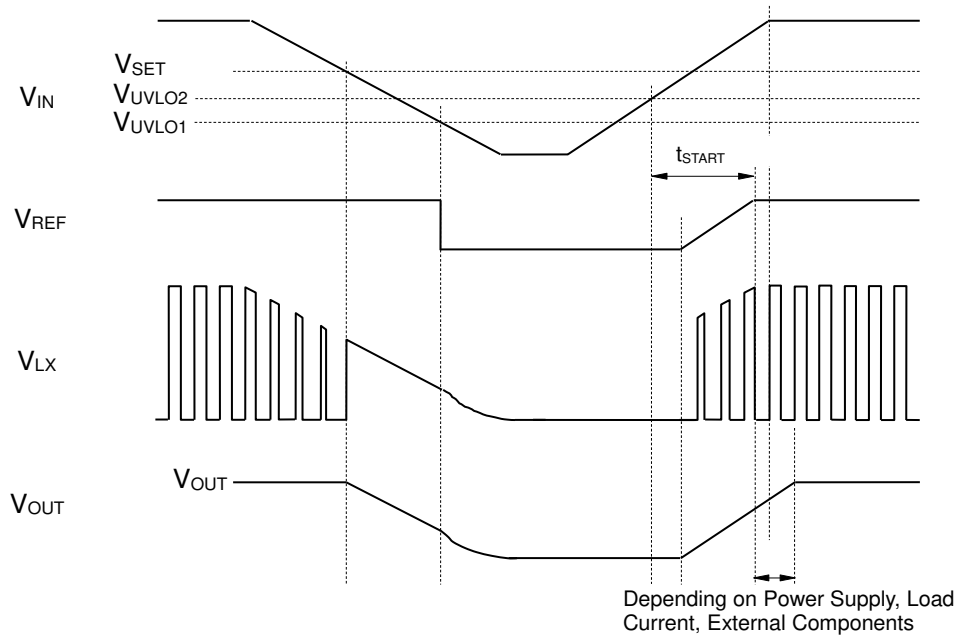 VSET
VIN
VUVLO2
VUVLO1
tSTART
VREF
VLX
VOUT
VOUT
Depending on Power Supply, Load
Current, External Components